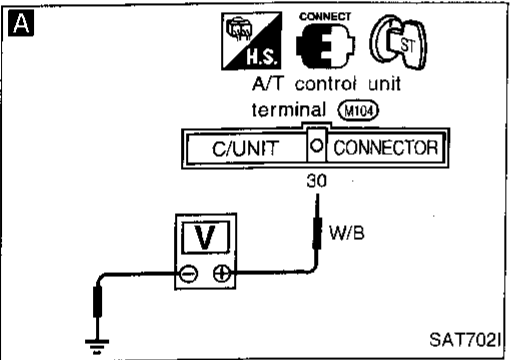 A
CONNECT
H.S.
ST
A/T control unit
terminal M104
C/UNIT CONNECTOR
30
W/B
V
SAT702I